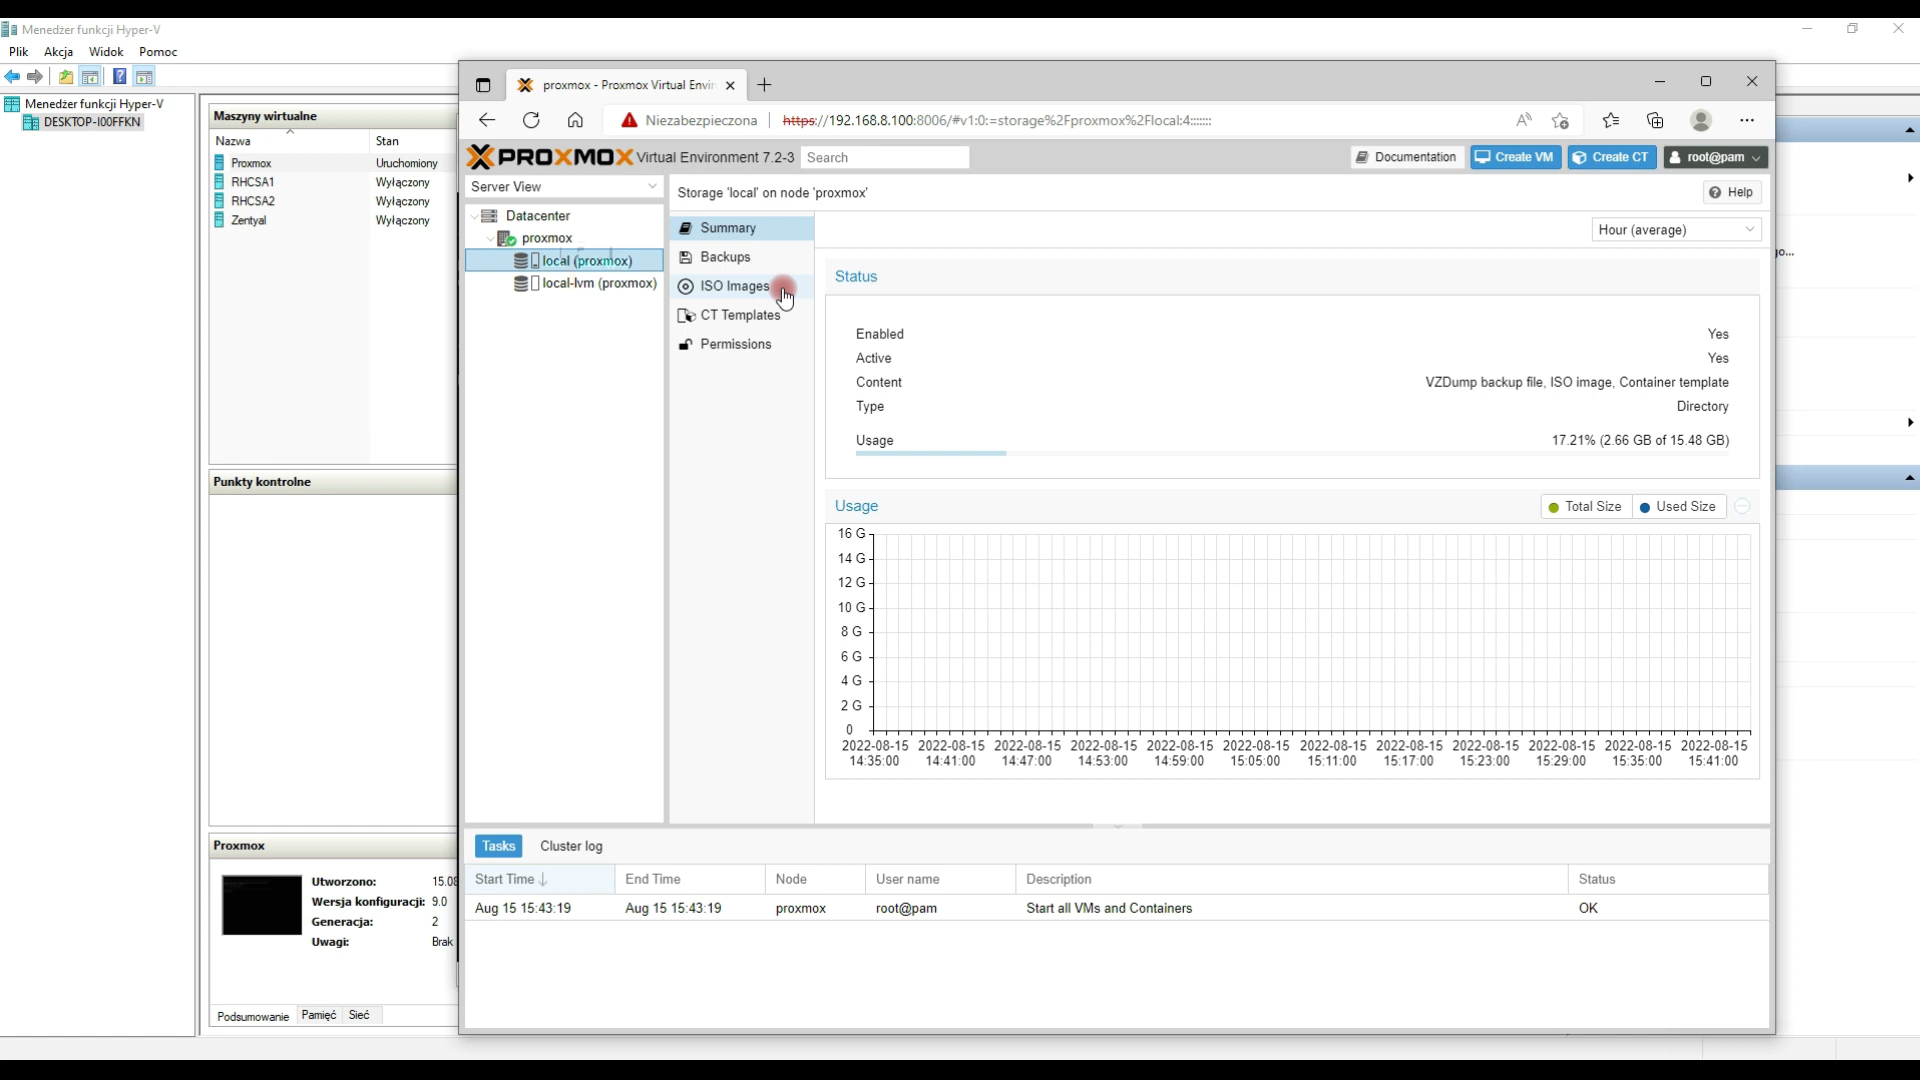 Menedżer funkcji Hyper-V
Plik Akcja Widok Pomoc
Menedżer funkcji Hyper-V
DESKTOP-I00FFKN
Maszyny wirtualne
Nazwa Stan
Proxmox Uruchomiony
RHCSA1 Wyłączony
RHCSA2 Wyłączony
Zentyal Wyłączony
Punkty kontrolne
Proxmox
Utworzono: 15.08
Wersja konfiguracji: 9.0
Generacja: 2
Uwagi: Brak
Podsumowanie Pamięć Sieć
proxmox - Proxmox Virtual Envir
Niezabezpieczona https://192.168.8.100:8006/#v1:0:=storage%2Fproxmox%2Flocal:4:::::::
PROXMOX Virtual Environment 7.2-3 Search Documentation Create VM Create CT root@pam
Server View
Datacenter
proxmox
local (proxmox)
local-lvm (proxmox)
Storage 'local' on node 'proxmox' Help
Summary
Backups
ISO Images
CT Templates
Permissions
Hour (average)
Status
Enabled Yes
Active Yes
Content VZDump backup file, ISO image, Container template
Type Directory
Usage 17.21% (2.66 GB of 15.48 GB)
Usage Total Size Used Size
16 G
14 G
12 G
10 G
8 G
6 G
4 G
2 G
0
2022-08-15 2022-08-15 2022-08-15 2022-08-15 2022-08-15 2022-08-15 2022-08-15 2022-08-15 2022-08-15 2022-08-15 2022-08-15 2022-08-15
14:35:00 14:41:00 14:47:00 14:53:00 14:59:00 15:05:00 15:11:00 15:17:00 15:23:00 15:29:00 15:35:00 15:41:00
Tasks Cluster log
Start Time End Time Node User name Description Status
Aug 15 15:43:19 Aug 15 15:43:19 proxmox root@pam Start all VMs and Containers OK